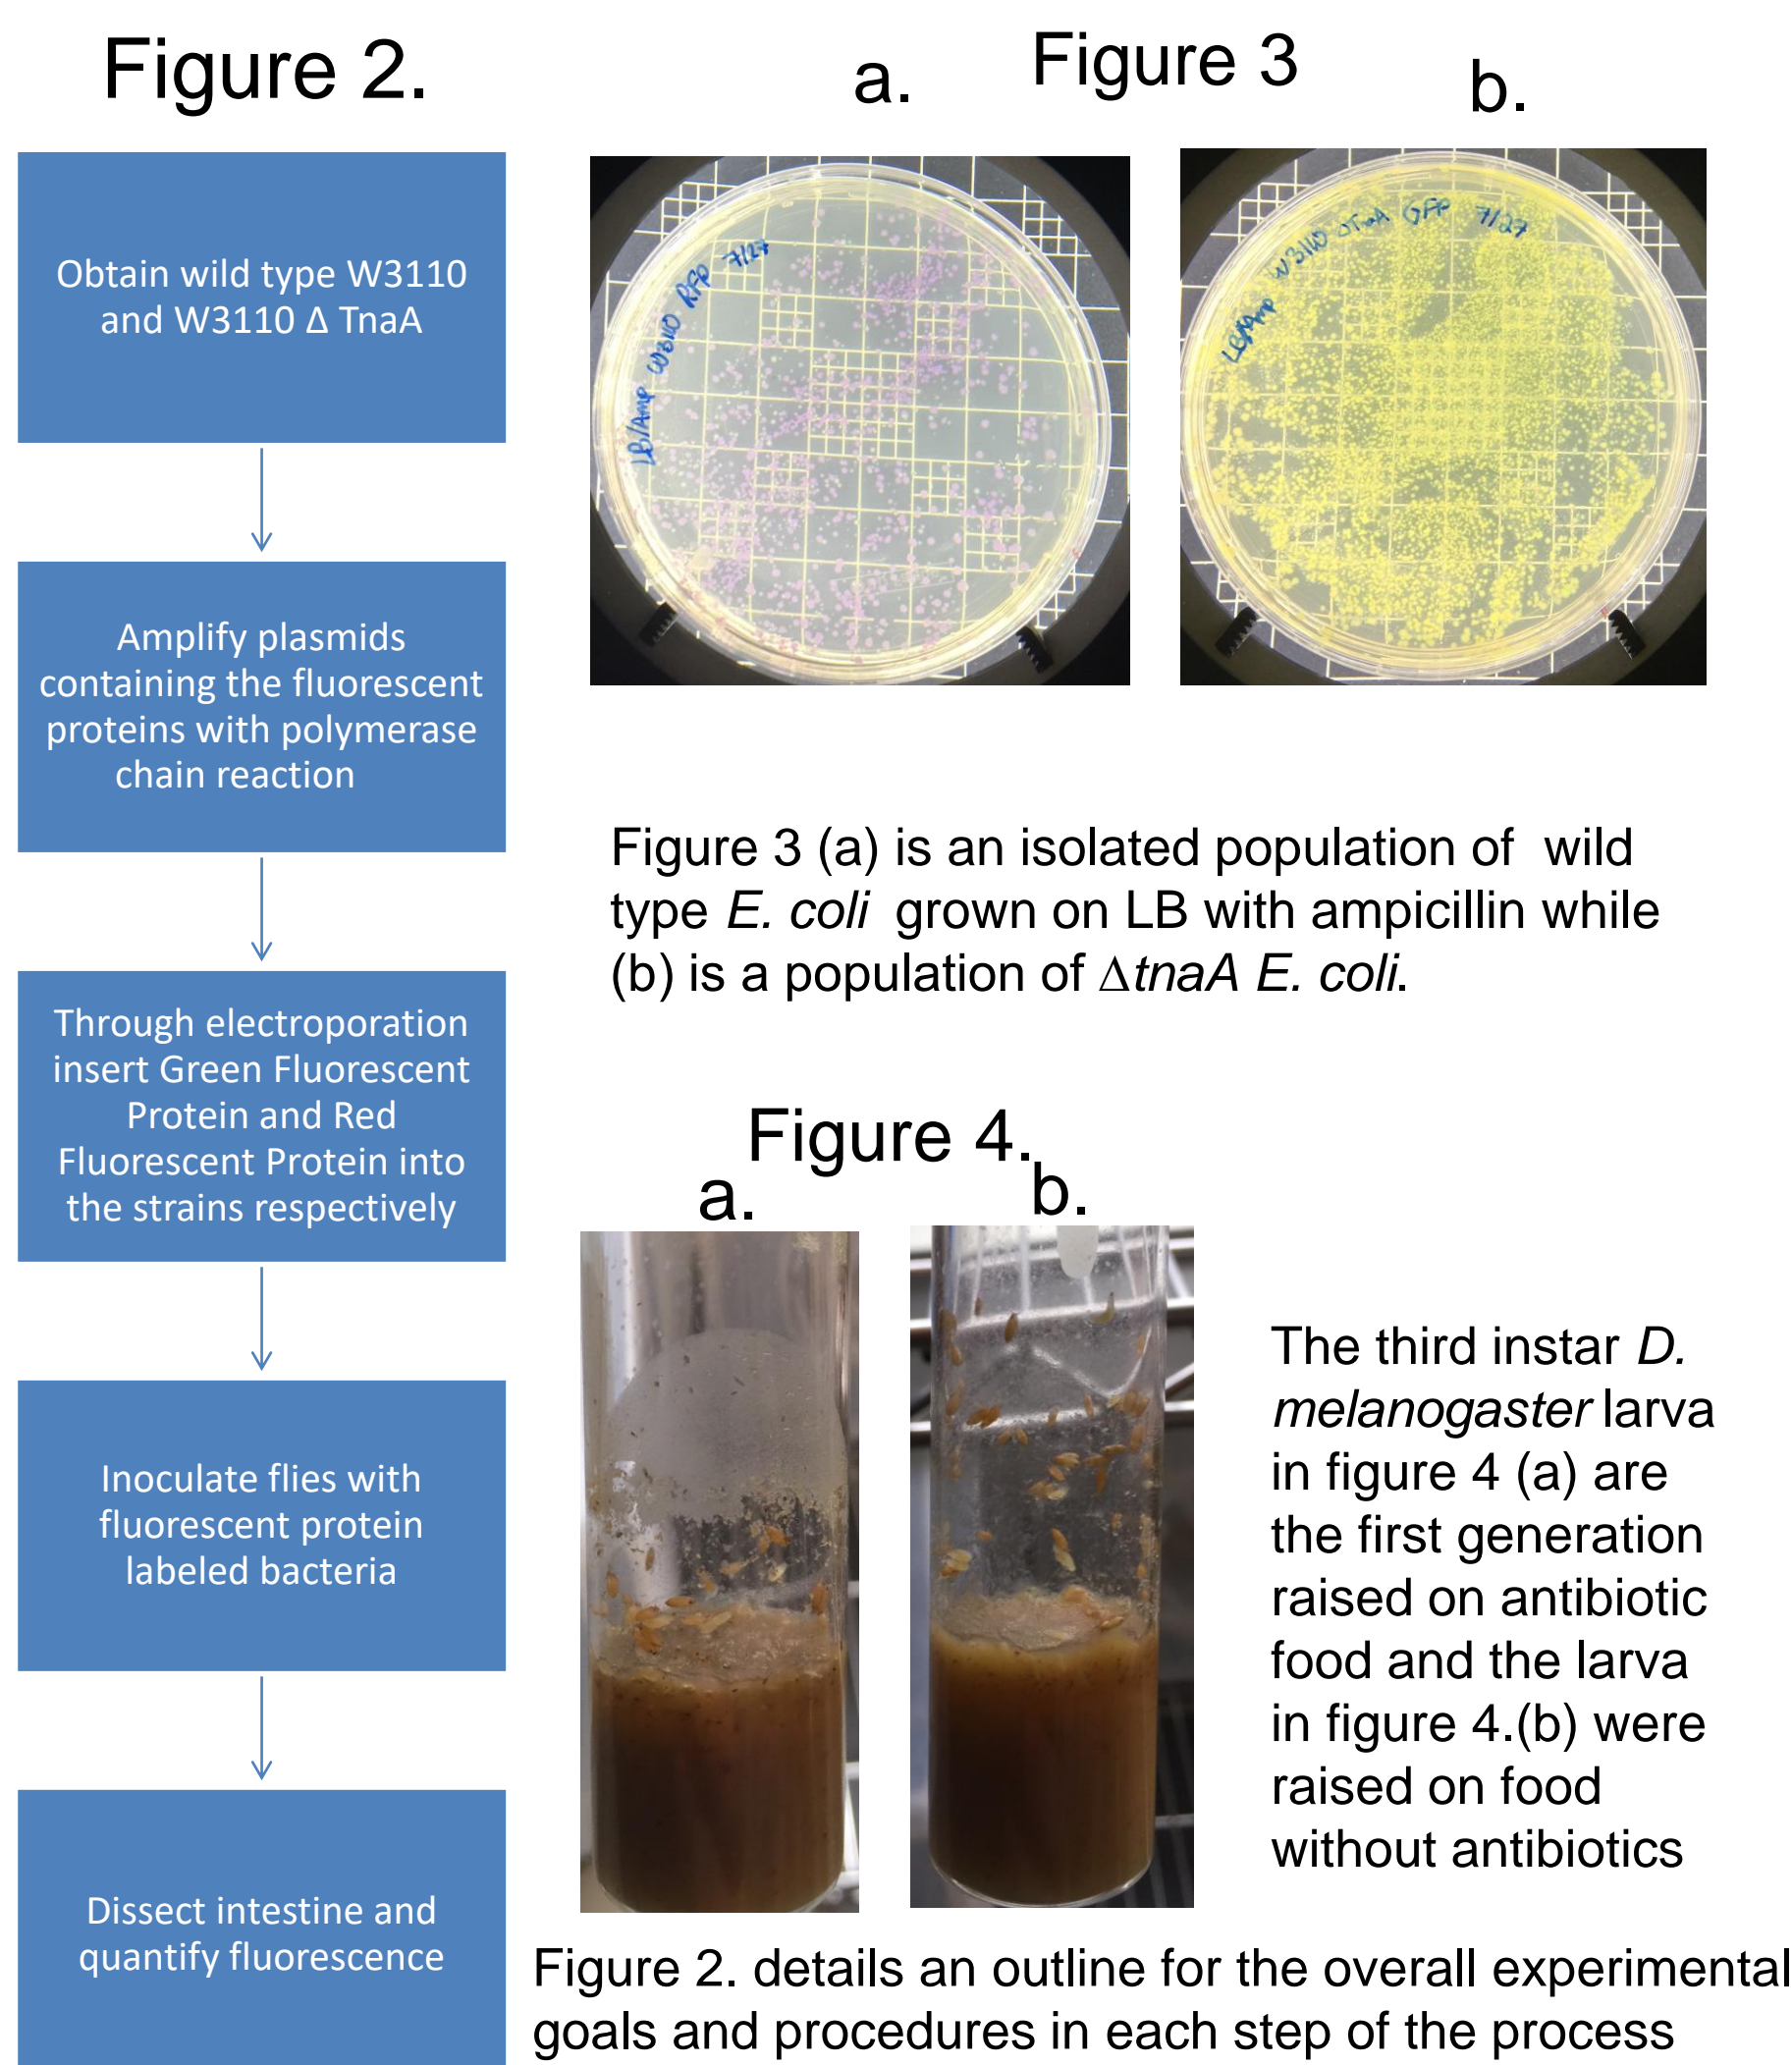 Figure 2.
Obtain wild type W3110
and W3110 Δ TnaA
Amplify plasmids
containing the fluorescent
proteins with polymerase
chain reaction
Through electroporation
insert Green Fluorescent
Protein and Red
Fluorescent Protein into
the strains respectively
Inoculate flies with
fluorescent protein
labeled bacteria
Dissect intestine and
quantify fluorescence
Figure 3
a.
b.
LB/Amp W3110 RFP 7/27
LB/Amp W3110 ΔTnaA GFP 7/27
Figure 3 (a) is an isolated population of wild
type E. coli grown on LB with ampicillin while
(b) is a population of ΔtnaA E. coli.
Figure 4.
a.
b.
The third instar D.
melanogaster larva
in figure 4 (a) are
the first generation
raised on antibiotic
food and the larva
in figure 4.(b) were
raised on food
without antibiotics
Figure 2. details an outline for the overall experimental
goals and procedures in each step of the process